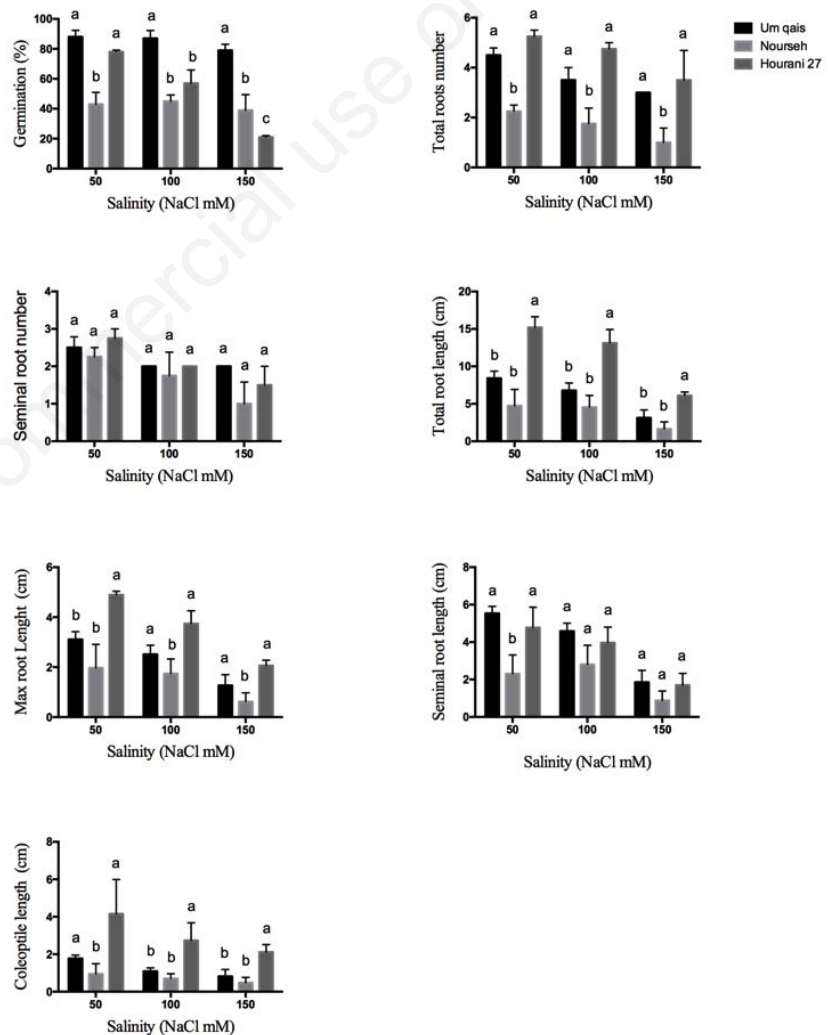 ommercial use o
Um qais
Nourseh
Hourani 27
Germination (%)
100
80
60
40
20
0
a b a
a b b
a b c
50 100 150
Salinity (NaCl mM)
Total roots number
6
4
2
0
a b a
a b a
a b a
50 100 150
Salinity (NaCl mM)
Seminal root number
4
3
2
1
0
a a a
a a a
a a a
50 100 150
Salinity (NaCl mM)
Total root length (cm)
20
15
10
5
0
b b a
b b a
b b a
50 100 150
Salinity (NaCl mM)
Max root Lenght (cm)
6
4
2
0
b b a
a b a
a b a
50 100 150
Salinity (NaCl mM)
Seminal root length (cm)
8
6
4
2
0
a b a
a a a
a a a
50 100 150
Salinity (NaCl mM)
Coleoptile length (cm)
8
6
4
2
0
a b a
b b a
b b a
50 100 150
Salinity (NaCl mM)